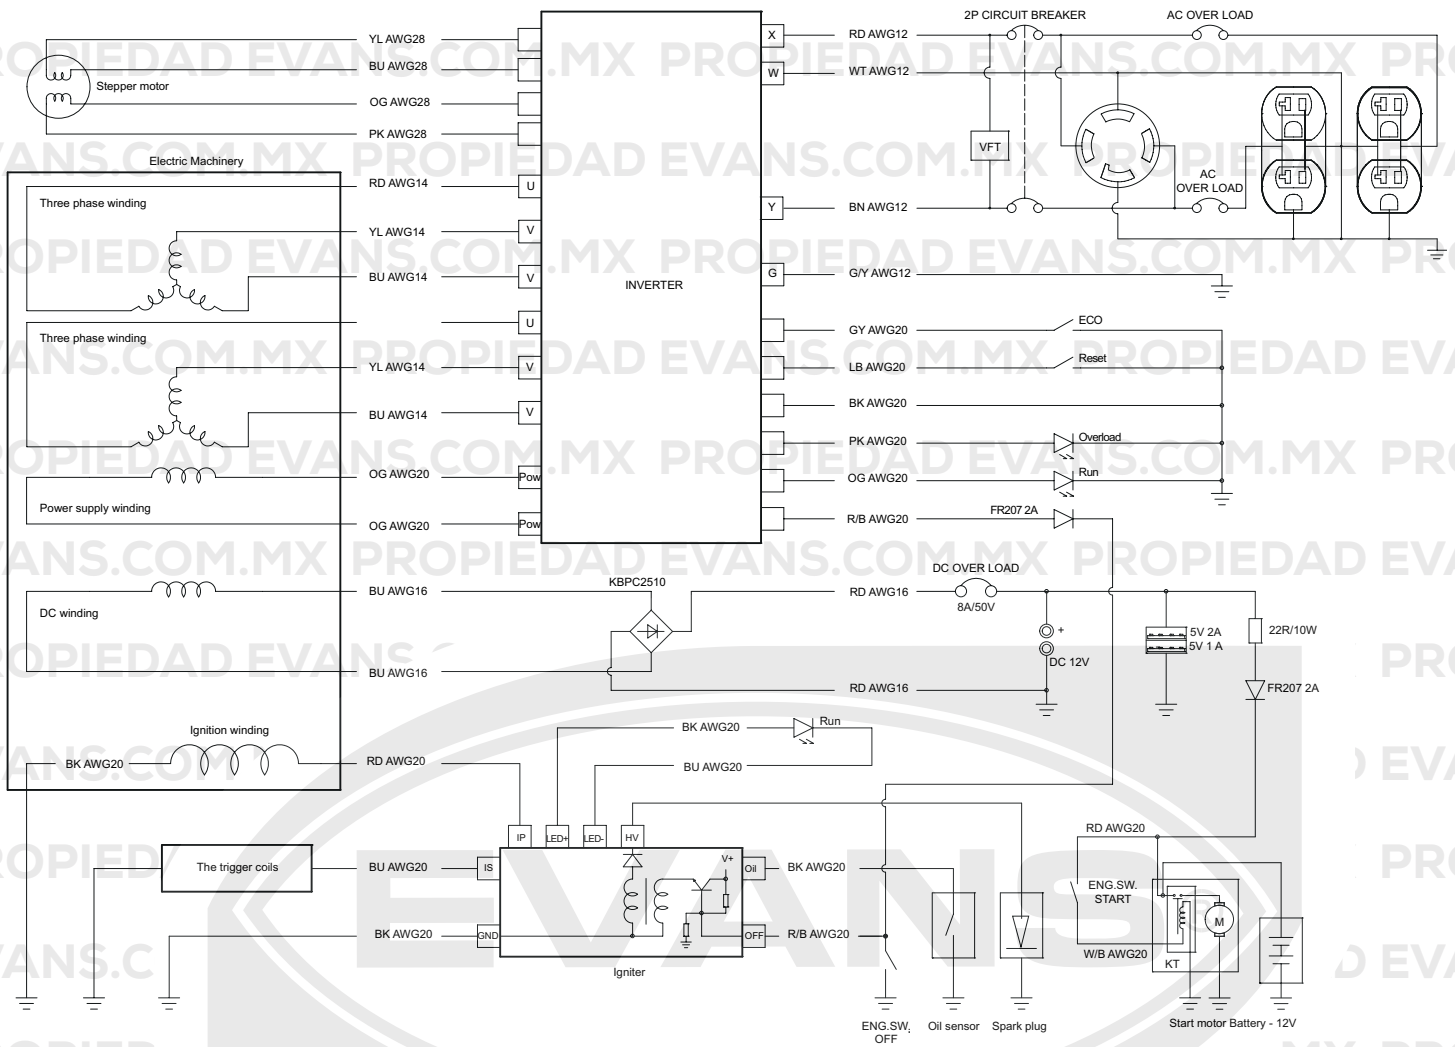 PROPIEDAD EVANS.COM.MX PROPIEDAD EVANS.COM.MX
2P CIRCUIT BREAKER
AC OVER LOAD
YL AWG28
BU AWG28
OG AWG28
PK AWG28
Stepper motor
X
RD AWG12
W
WT AWG12
VFT
AC
OVER LOAD
Y
BN AWG12
G
G/Y AWG12
Electric Machinery
RD AWG14
U
Three phase winding
YL AWG14
V
BU AWG14
V
INVERTER
U
Three phase winding
YL AWG14
V
BU AWG14
V
GY AWG20
ECO
LB AWG20
Reset
BK AWG20
PK AWG20
Overload
OG AWG20
Run
R/B AWG20
FR207 2A
OG AWG20
Pow
Power supply winding
OG AWG20
Pow
BU AWG16
KBPC2510
DC winding
BU AWG16
DC OVER LOAD
RD AWG16
8A/50V
+
DC 12V
5V 2A
5V 1 A
22R/10W
FR207 2A
RD AWG16
Ignition winding
BK AWG20
RD AWG20
BK AWG20
Run
BU AWG20
IP
LED+
LED-
HV
The trigger coils
BU AWG20
IS
V+
Oil
BK AWG20
BK AWG20
GND
OFF
R/B AWG20
Igniter
RD AWG20
ENG.SW.
START
W/B AWG20
KT
M
ENG.SW.
OFF
Oil sensor
Spark plug
Start motor
Battery - 12V
EVANS
®